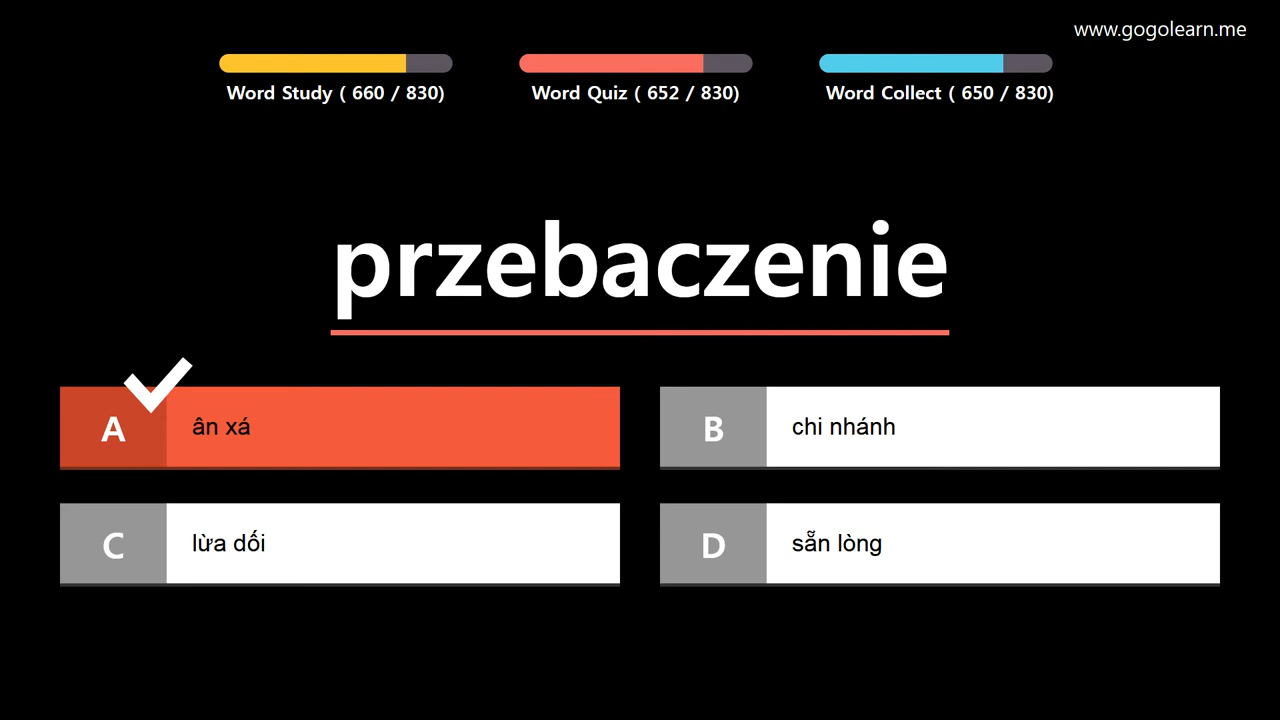 www.gogolearn.me
Word Study ( 660 / 830)
Word Quiz ( 652 / 830)
Word Collect ( 650 / 830)
przebaczenie
A
ân xá
B
chi nhánh
C
lừa dối
D
sẵn lòng